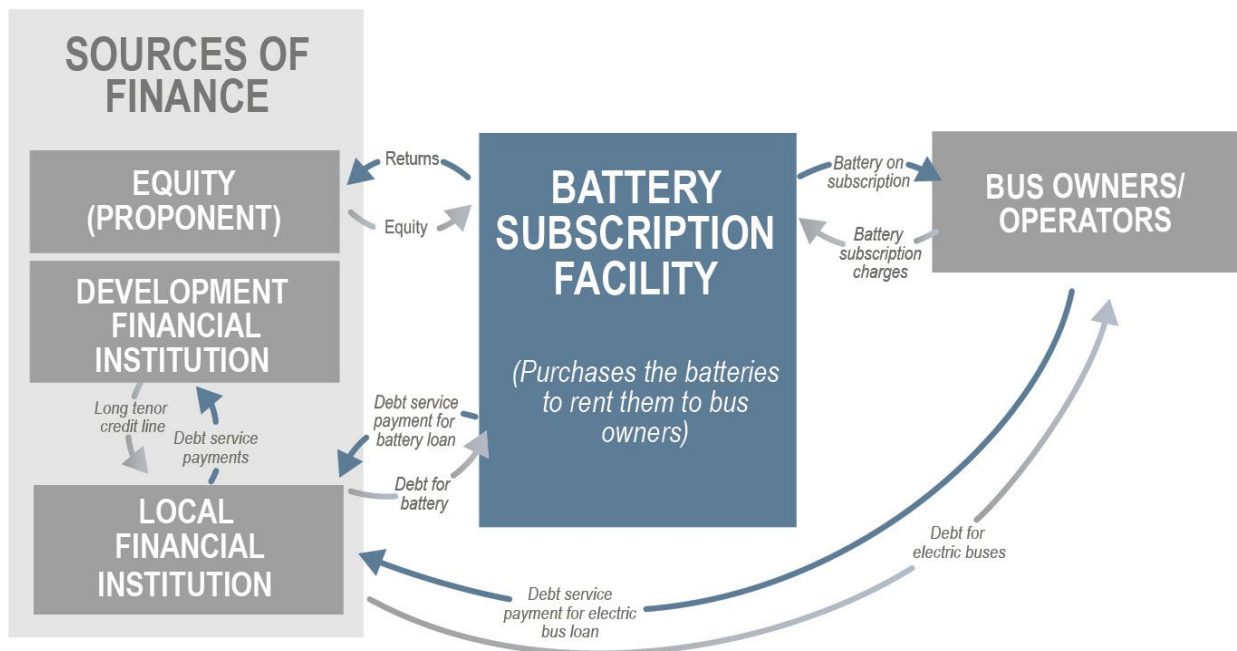 SOURCES OF
FINANCE
EQUITY
(PROPONENT)
DEVELOPMENT
FINANCIAL
INSTITUTION
Long tenor
credit line
Debt service
payments
LOCAL
FINANCIAL
INSTITUTION
Returns
Equity
Debt service
payment for
battery loan
Debt for
battery
BATTERY
SUBSCRIPTION
FACILITY
(Purchases the batteries
to rent them to bus
owners)
Battery on
subscription
Battery
subscription
charges
BUS OWNERS/
OPERATORS
Debt for
electric buses
Debt service
payment for electric
bus loan